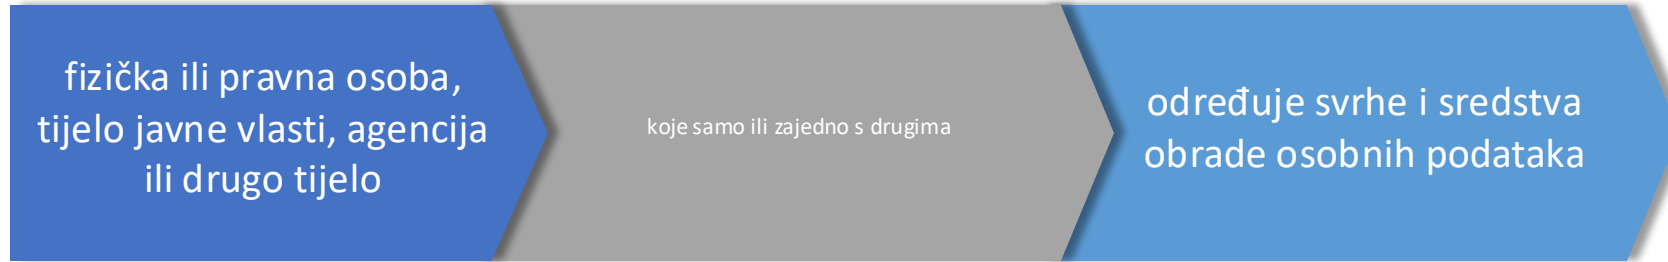 fizička ili pravna osoba,
tijelo javne vlasti, agencija
ili drugo tijelo
koje samo ili zajedno s drugima
određuje svrhe i sredstva
obrade osobnih podataka